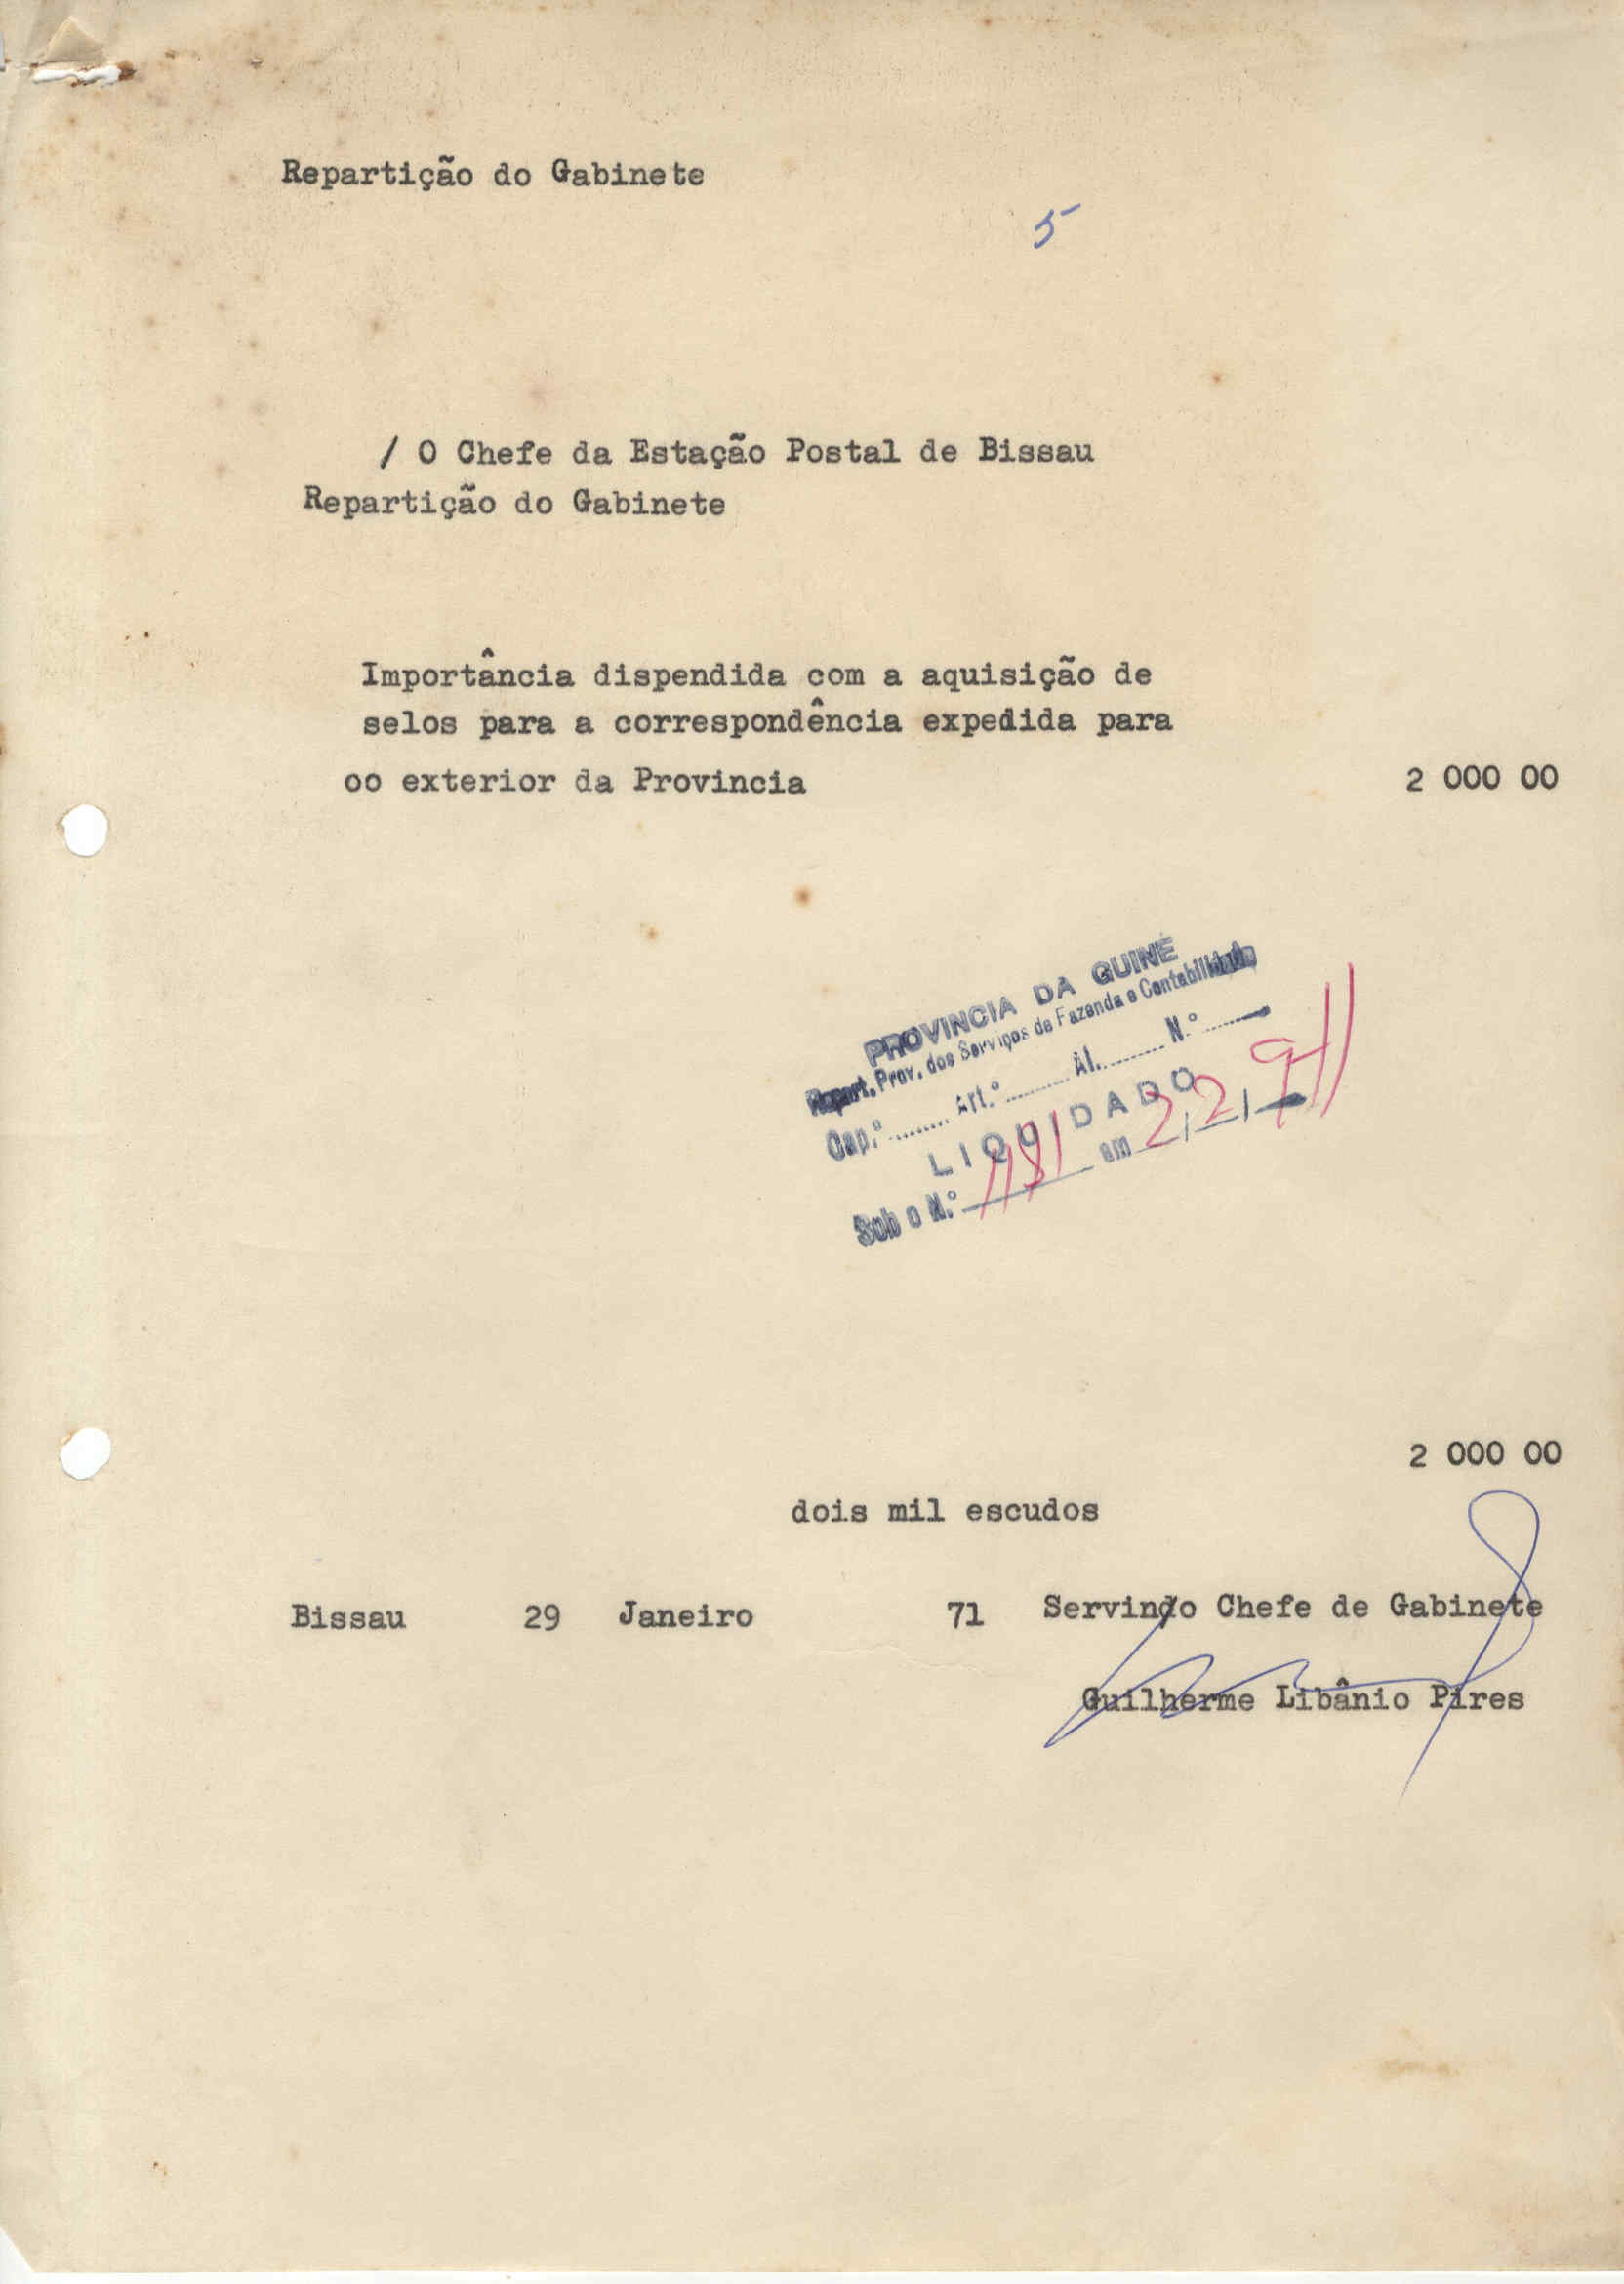 Repartição do Gabinete
5
/ O Chefe da Estação Postal de Bissau
Repartição do Gabinete
Importância dispendida com a aquisição de
selos para a correspondência expedida para
oo exterior da Provincia 2 000 00
PROVINCIA DA GUINÉ
Repart. Prov. dos Serviços de Fazenda e Contabilidade
Cap.º ........ Art.º ........ Al. ........ N.º ........
LIQUIDADO
Sob o N.º em 2, 2,
2 000 00
dois mil escudos
Bissau 29 Janeiro 71 Servindo Chefe de Gabinete
Guilherme Libânio Pires